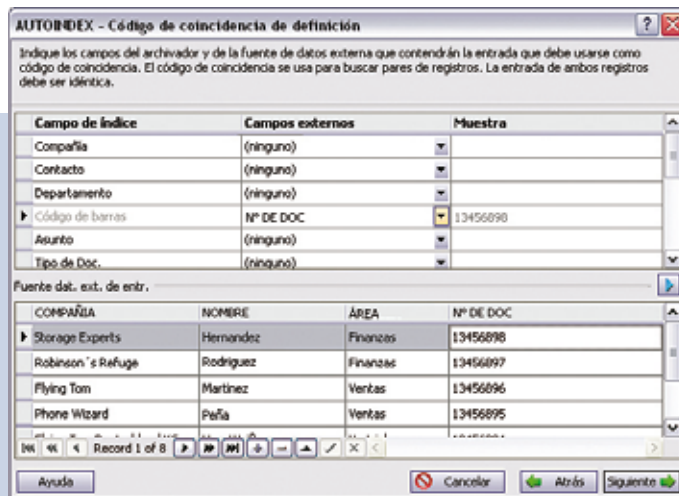 AUTOINDEX - Código de coincidencia de definición
Indique los campos del archivador y de la fuente de datos externa que contendrán la entrada que debe usarse como
código de coincidencia. El código de coincidencia se usa para buscar pares de registros. La entrada de ambos registros
debe ser idéntica.
Campo de índice Campos externos Muestra
Compañía (ninguno)
Contacto (ninguno)
Departamento (ninguno)
Código de barras Nº DE DOC 13456898
Asunto (ninguno)
Tipo de Doc. (ninguno)
Fuente dat. ext. de entr.
COMPAÑIA NOMBRE ÁREA Nº DE DOC
Storage Experts Hernandez Finanzas 13456898
Robinson´s Refuge Rodriguez Finanzas 13456897
Flying Tom Martinez Ventas 13456896
Phone Wizard Peña Ventas 13456895
Record 1 of 8
Ayuda Cancelar Atrás Siguiente